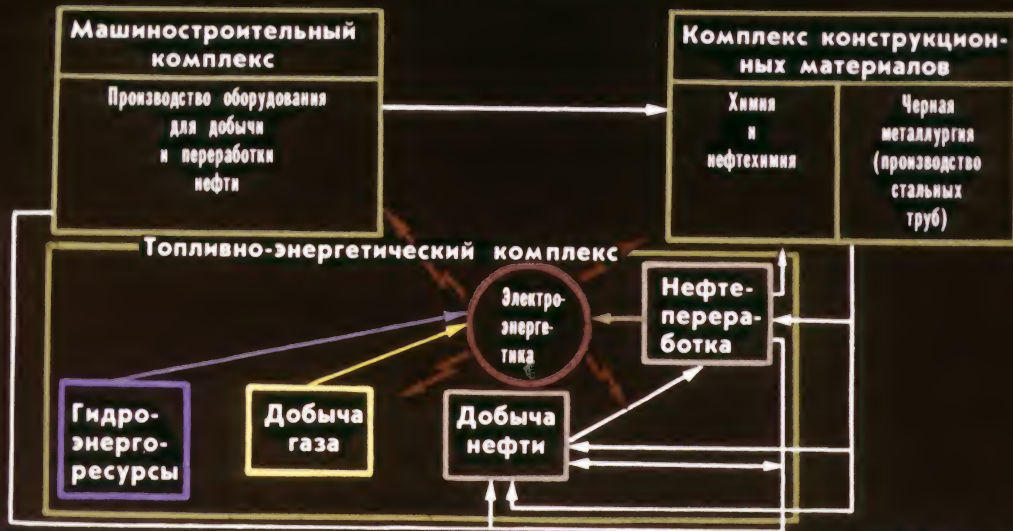 Машиностроительный
комплекс
Производство оборудования
для добычи
и переработки
нефти
Комплекс конструкцион-
ных материалов
Химия
и
нефтехимия
Черная
металлургия
(производство
стальных
труб)
Топливно-энергетический комплекс
Электро-
энерге-
тика
Нефте-
перера-
ботка
Гидро-
энерго-
ресурсы
Добыча
газа
Добыча
нефти